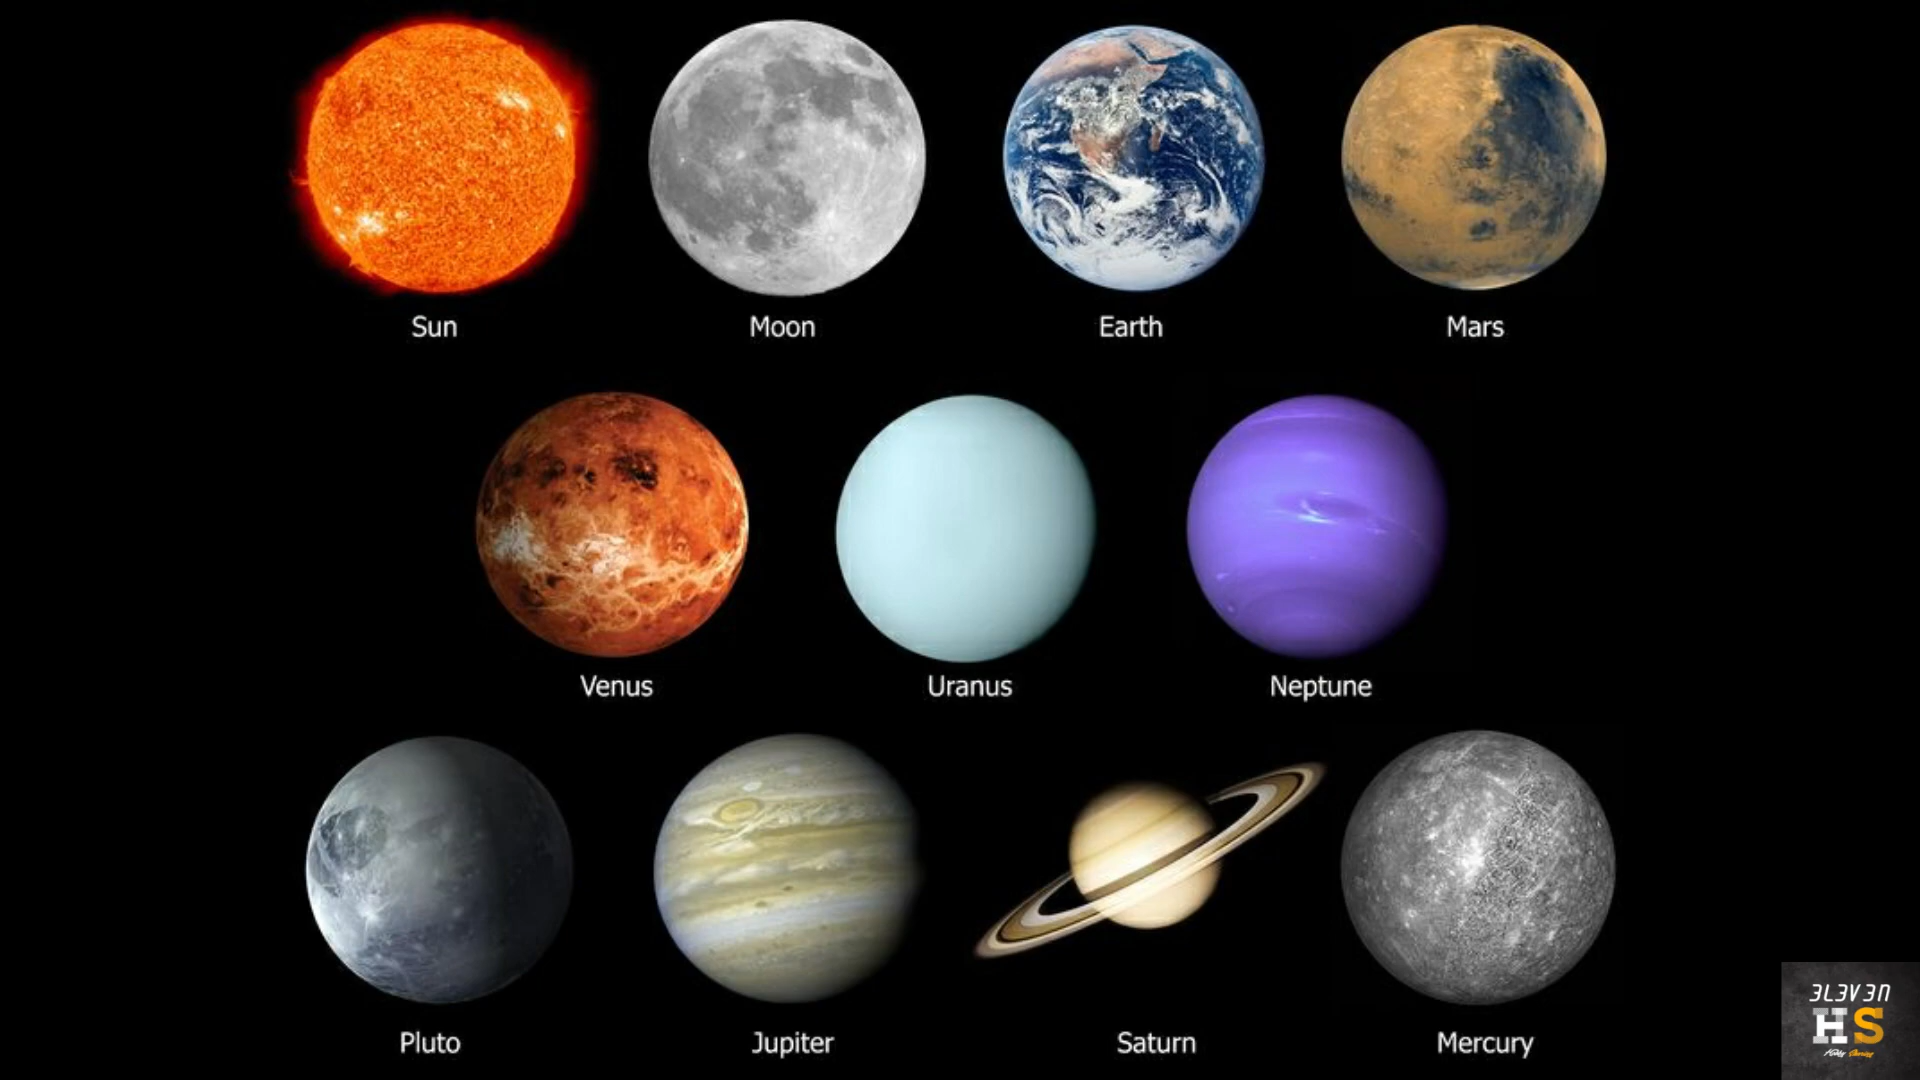 Sun Moon Earth Mars
Venus Uranus Neptune
Pluto Jupiter Saturn Mercury
3L3V3N
HS